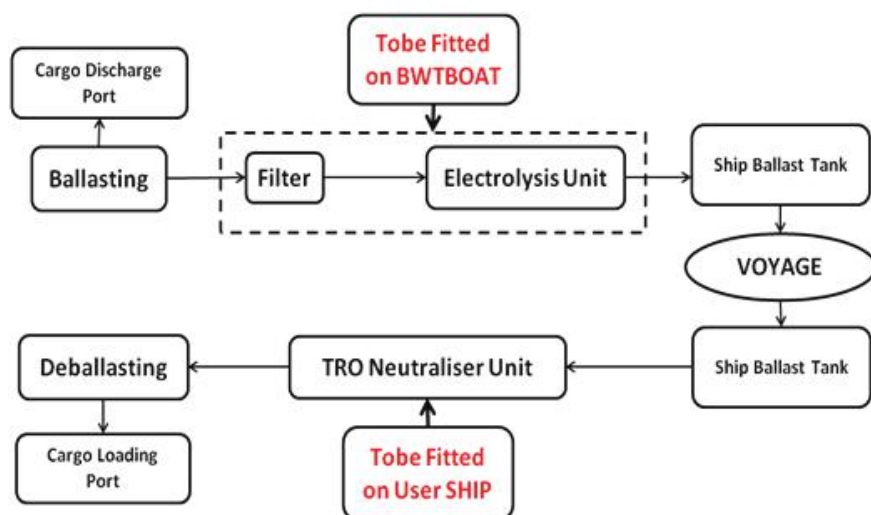 Tobe Fitted
on BWTBOAT
Cargo Discharge
Port
Ballasting
Filter
Electrolysis Unit
Ship Ballast Tank
VOYAGE
Ship Ballast Tank
TRO Neutraliser Unit
Deballasting
Cargo Loading
Port
Tobe Fitted
on User SHIP